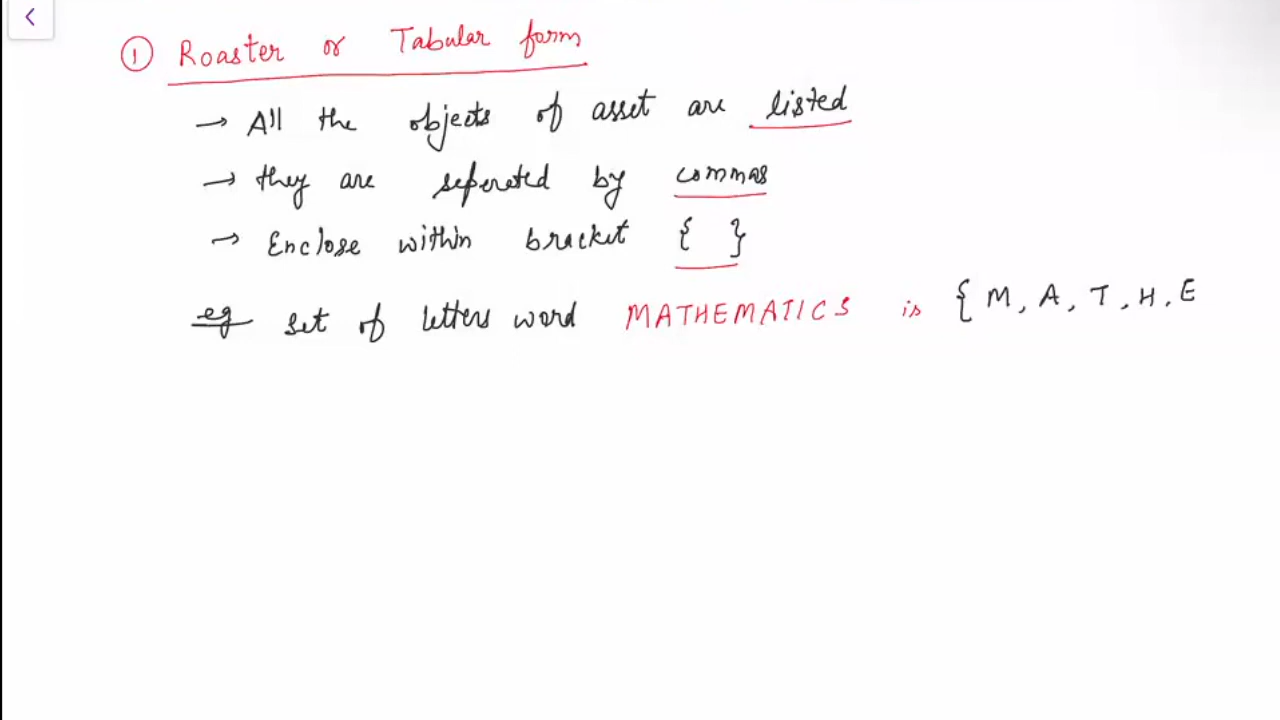 ① Roaster or Tabular form
→ All the objects of asset are listed
→ they are seperated by commas
→ Enclose within bracket { }
eg set of letters word MATHEMATICS is { M, A, T, H, E